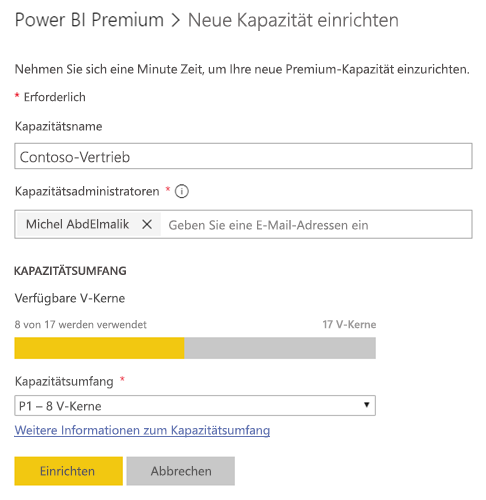 Power BI Premium > Neue Kapazität einrichten
Nehmen Sie sich eine Minute Zeit, um Ihre neue Premium-Kapazität einzurichten.
* Erforderlich
Kapazitätsname
Contoso-Vertrieb
Kapazitätsadministratoren * i
Michel AbdElmalik × Geben Sie eine E-Mail-Adressen ein
KAPAZITÄTSUMFANG
Verfügbare V-Kerne
8 von 17 werden verwendet 17 V-Kerne
Kapazitätsumfang *
P1 – 8 V-Kerne
Weitere Informationen zum Kapazitätsumfang
Einrichten Abbrechen